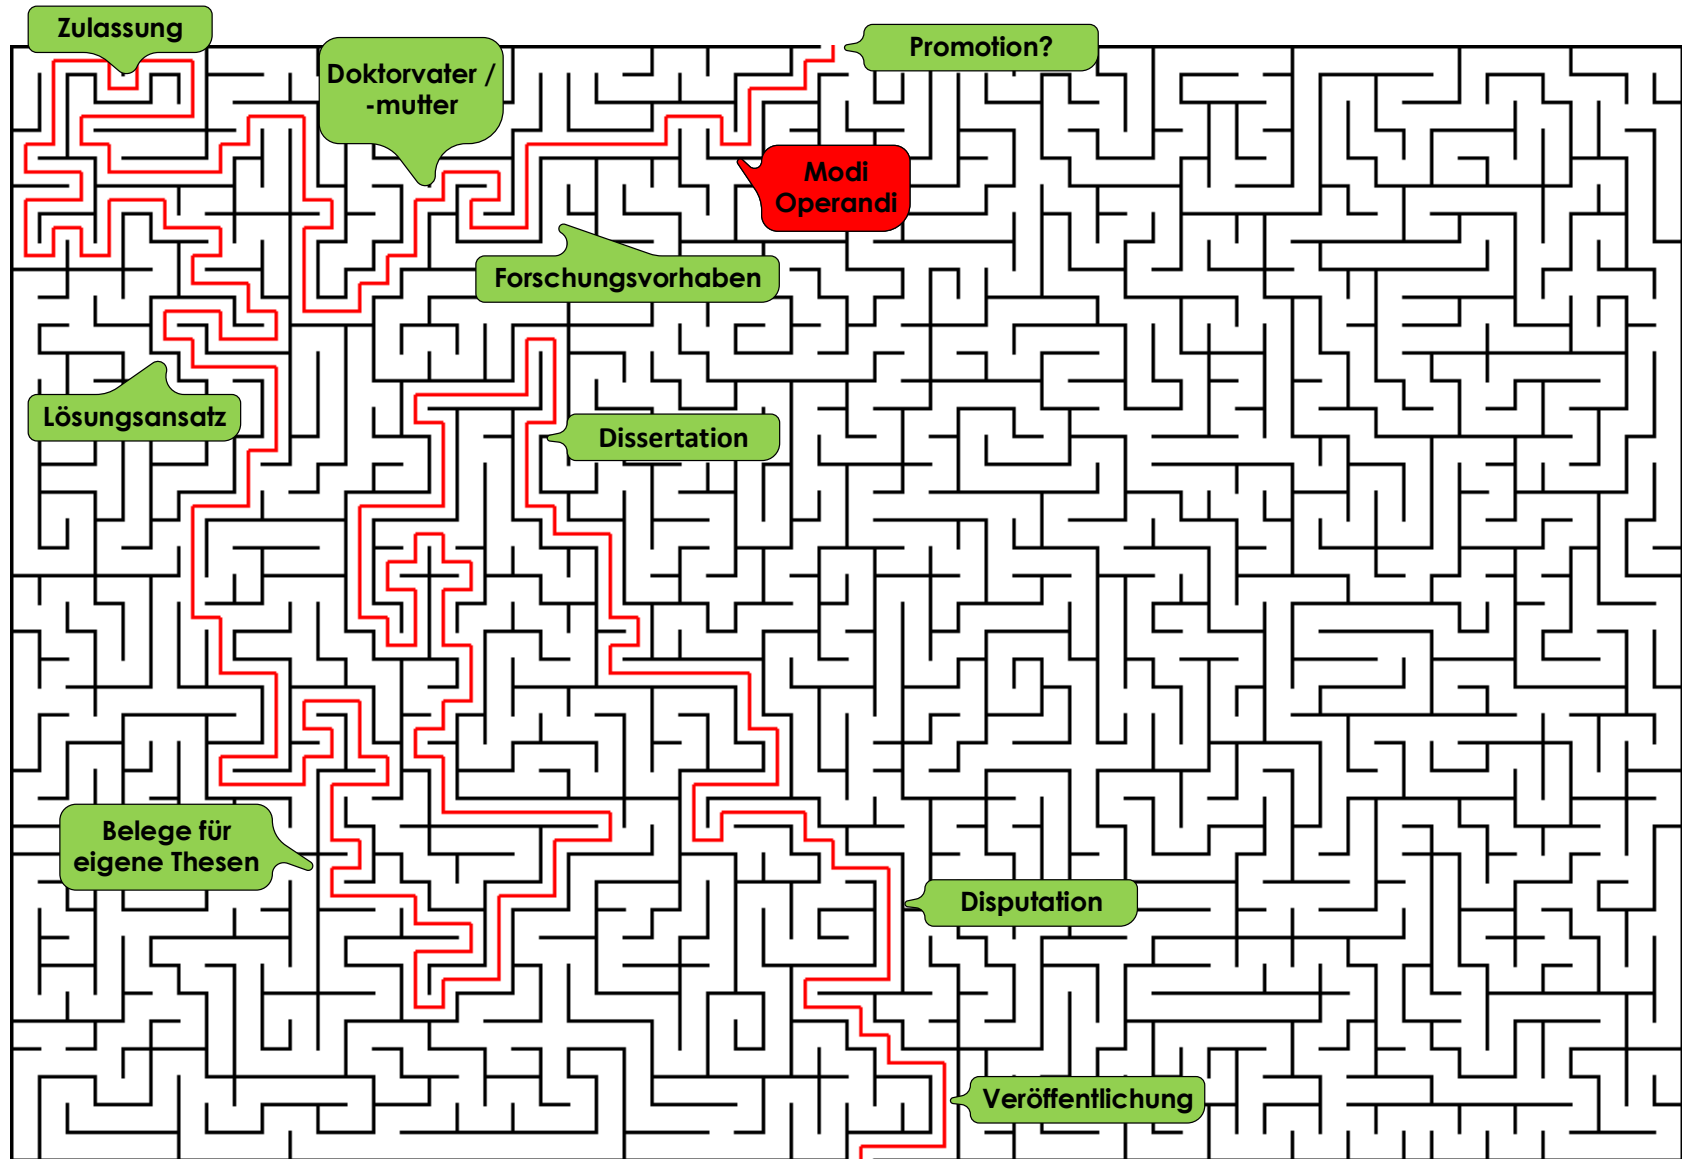 Zulassung
Promotion?
Doktorvater /
-mutter
Modi
Operandi
Forschungsvorhaben
Lösungsansatz
Dissertation
Belege für
eigene Thesen
Disputation
Veröffentlichung